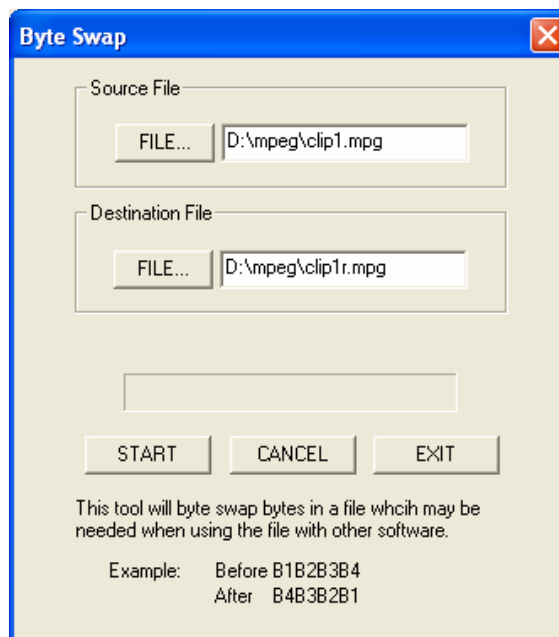 Byte Swap
Source File
FILE... D:\mpeg\clip1.mpg
Destination File
FILE... D:\mpeg\clip1r.mpg
START CANCEL EXIT
This tool will byte swap bytes in a file whcih may be
needed when using the file with other software.
Example: Before B1B2B3B4
After B4B3B2B1